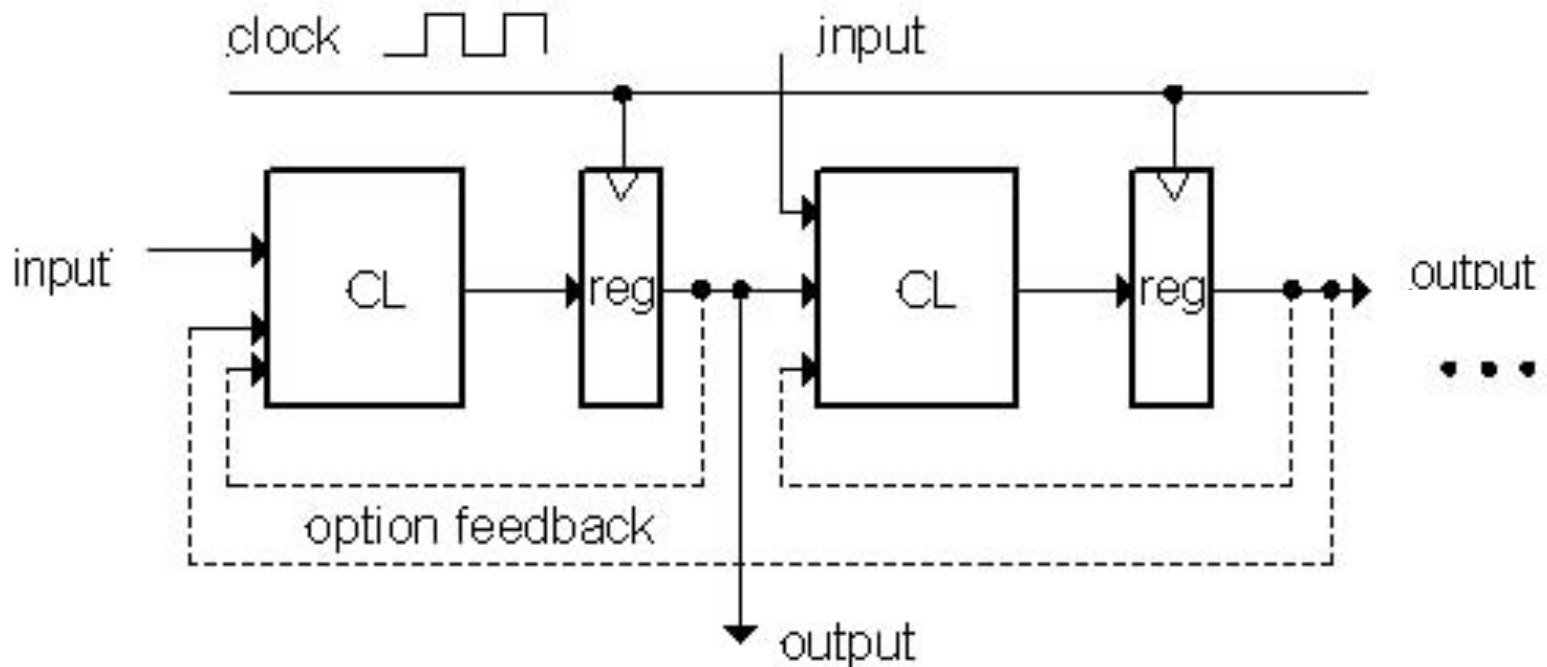 clock
input
input
CL
reg
CL
reg
output
option feedback
output